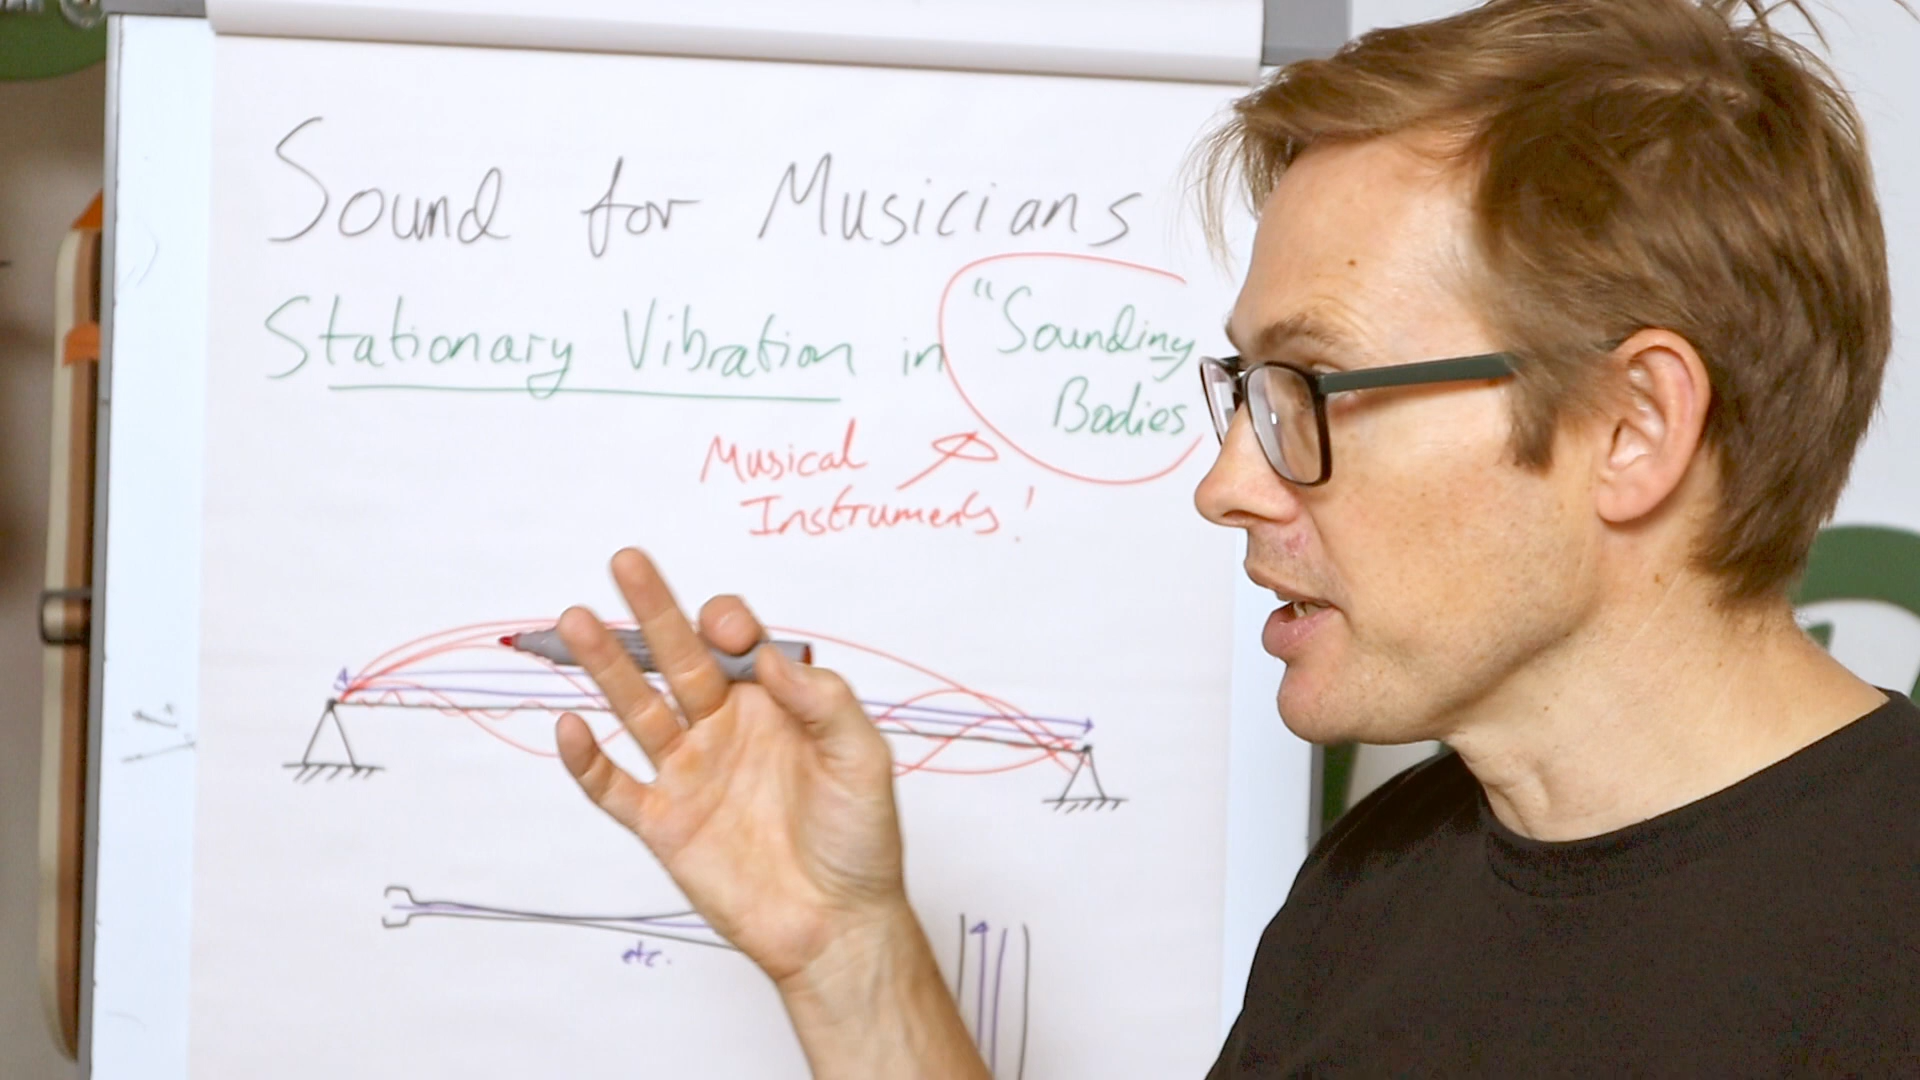 Sound for Musicians
Stationary Vibration in "Sounding
Bodies
Musical
Instruments!
etc.